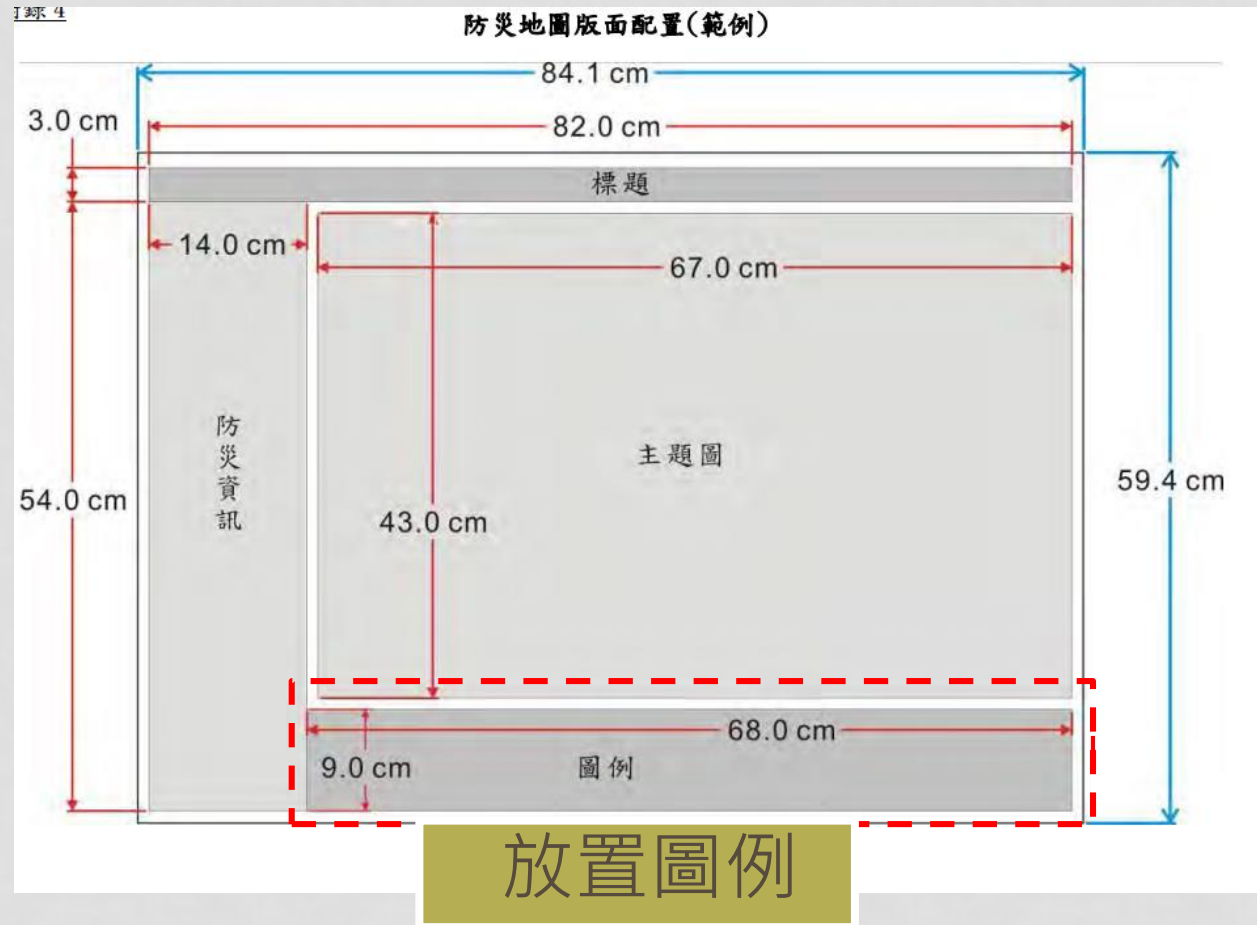 附錄 4
防災地圖版面配置(範例)
84.1 cm
3.0 cm
82.0 cm
標題
14.0 cm
67.0 cm
防災資訊
主題圖
54.0 cm
43.0 cm
59.4 cm
68.0 cm
9.0 cm
圖例
放置圖例